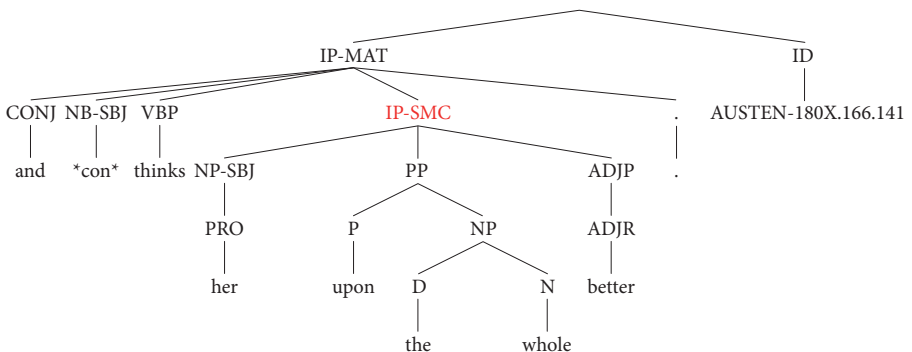 IP-MAT ID
CONJ NB-SBJ VBP IP-SMC . AUSTEN-180X.166.141
and *con* thinks NP-SBJ PP ADJP .
PRO P NP ADJR
her upon D N better
the whole